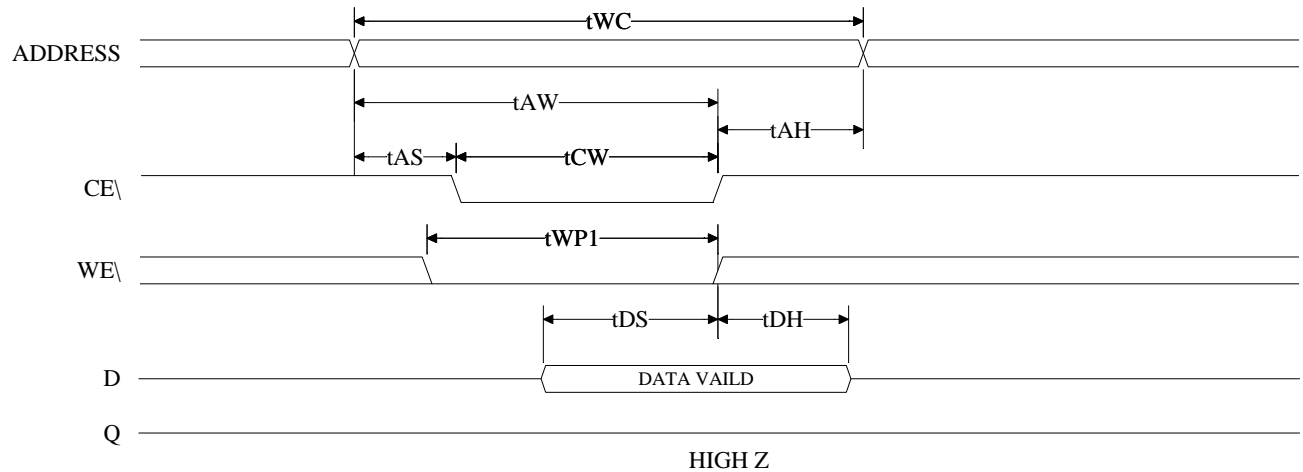 tWC
ADDRESS
tAW
tAH
tAS
tCW
CE\
tWP1
WE\
tDS
tDH
D
DATA VAILD
Q
HIGH Z